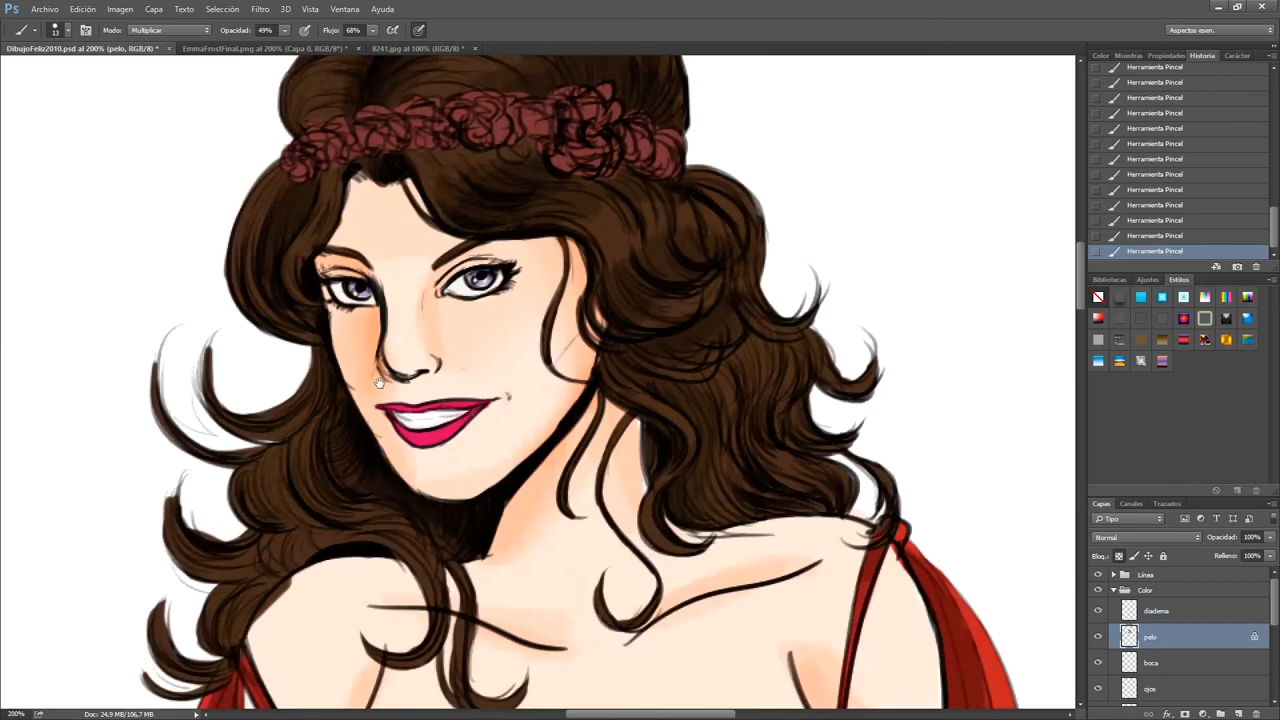 Ps Archivo Edición Imagen Capa Texto Selección Filtro 3D Vista Ventana Ayuda
13 Modo: Multiplicar Opacidad: 49% Flujo: 68% Aspectos esen.
DibujoFeliz2010.psd al 200% (pelo, RGB/8) * × EmmaFrostFinal.png al 200% (Capa 0, RGB/8*) * × 8241.jpg al 100% (RGB/8*) ×
Color Muestras Propiedades Historia Carácter
Herramienta Pincel
Herramienta Pincel
Herramienta Pincel
Herramienta Pincel
Herramienta Pincel
Herramienta Pincel
Herramienta Pincel
Herramienta Pincel
Herramienta Pincel
Herramienta Pincel
Herramienta Pincel
Herramienta Pincel
Herramienta Pincel
Bibliotecas Ajustes Estilos
Capas Canales Trazados
Tipo
Normal Opacidad: 100%
Bloq.: Relleno: 100%
Línea
Color
diadema
pelo
boca
ojos
200% Doc: 24,9 MB/106,7 MB